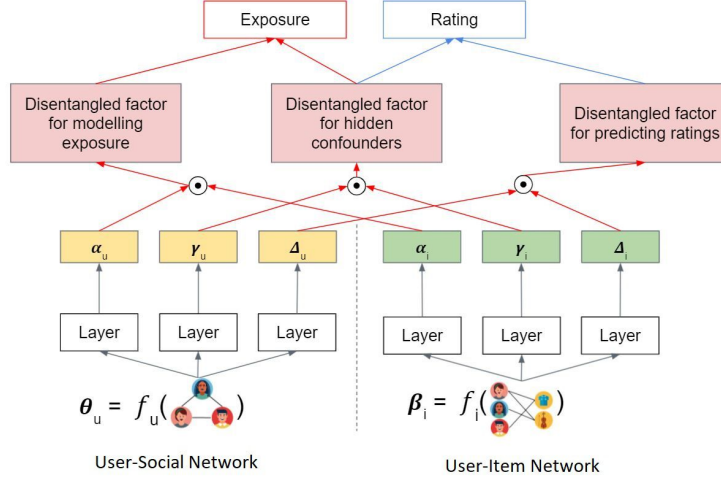 Exposure
Rating
Disentangled factor
for modelling
exposure
Disentangled factor
for hidden
confounders
Disentangled factor
for predicting ratings
α_u
γ_u
Δ_u
α_i
γ_i
Δ_i
Layer
Layer
Layer
Layer
Layer
Layer
θ_u = f_u( )
β_i = f_i( )
User-Social Network
User-Item Network